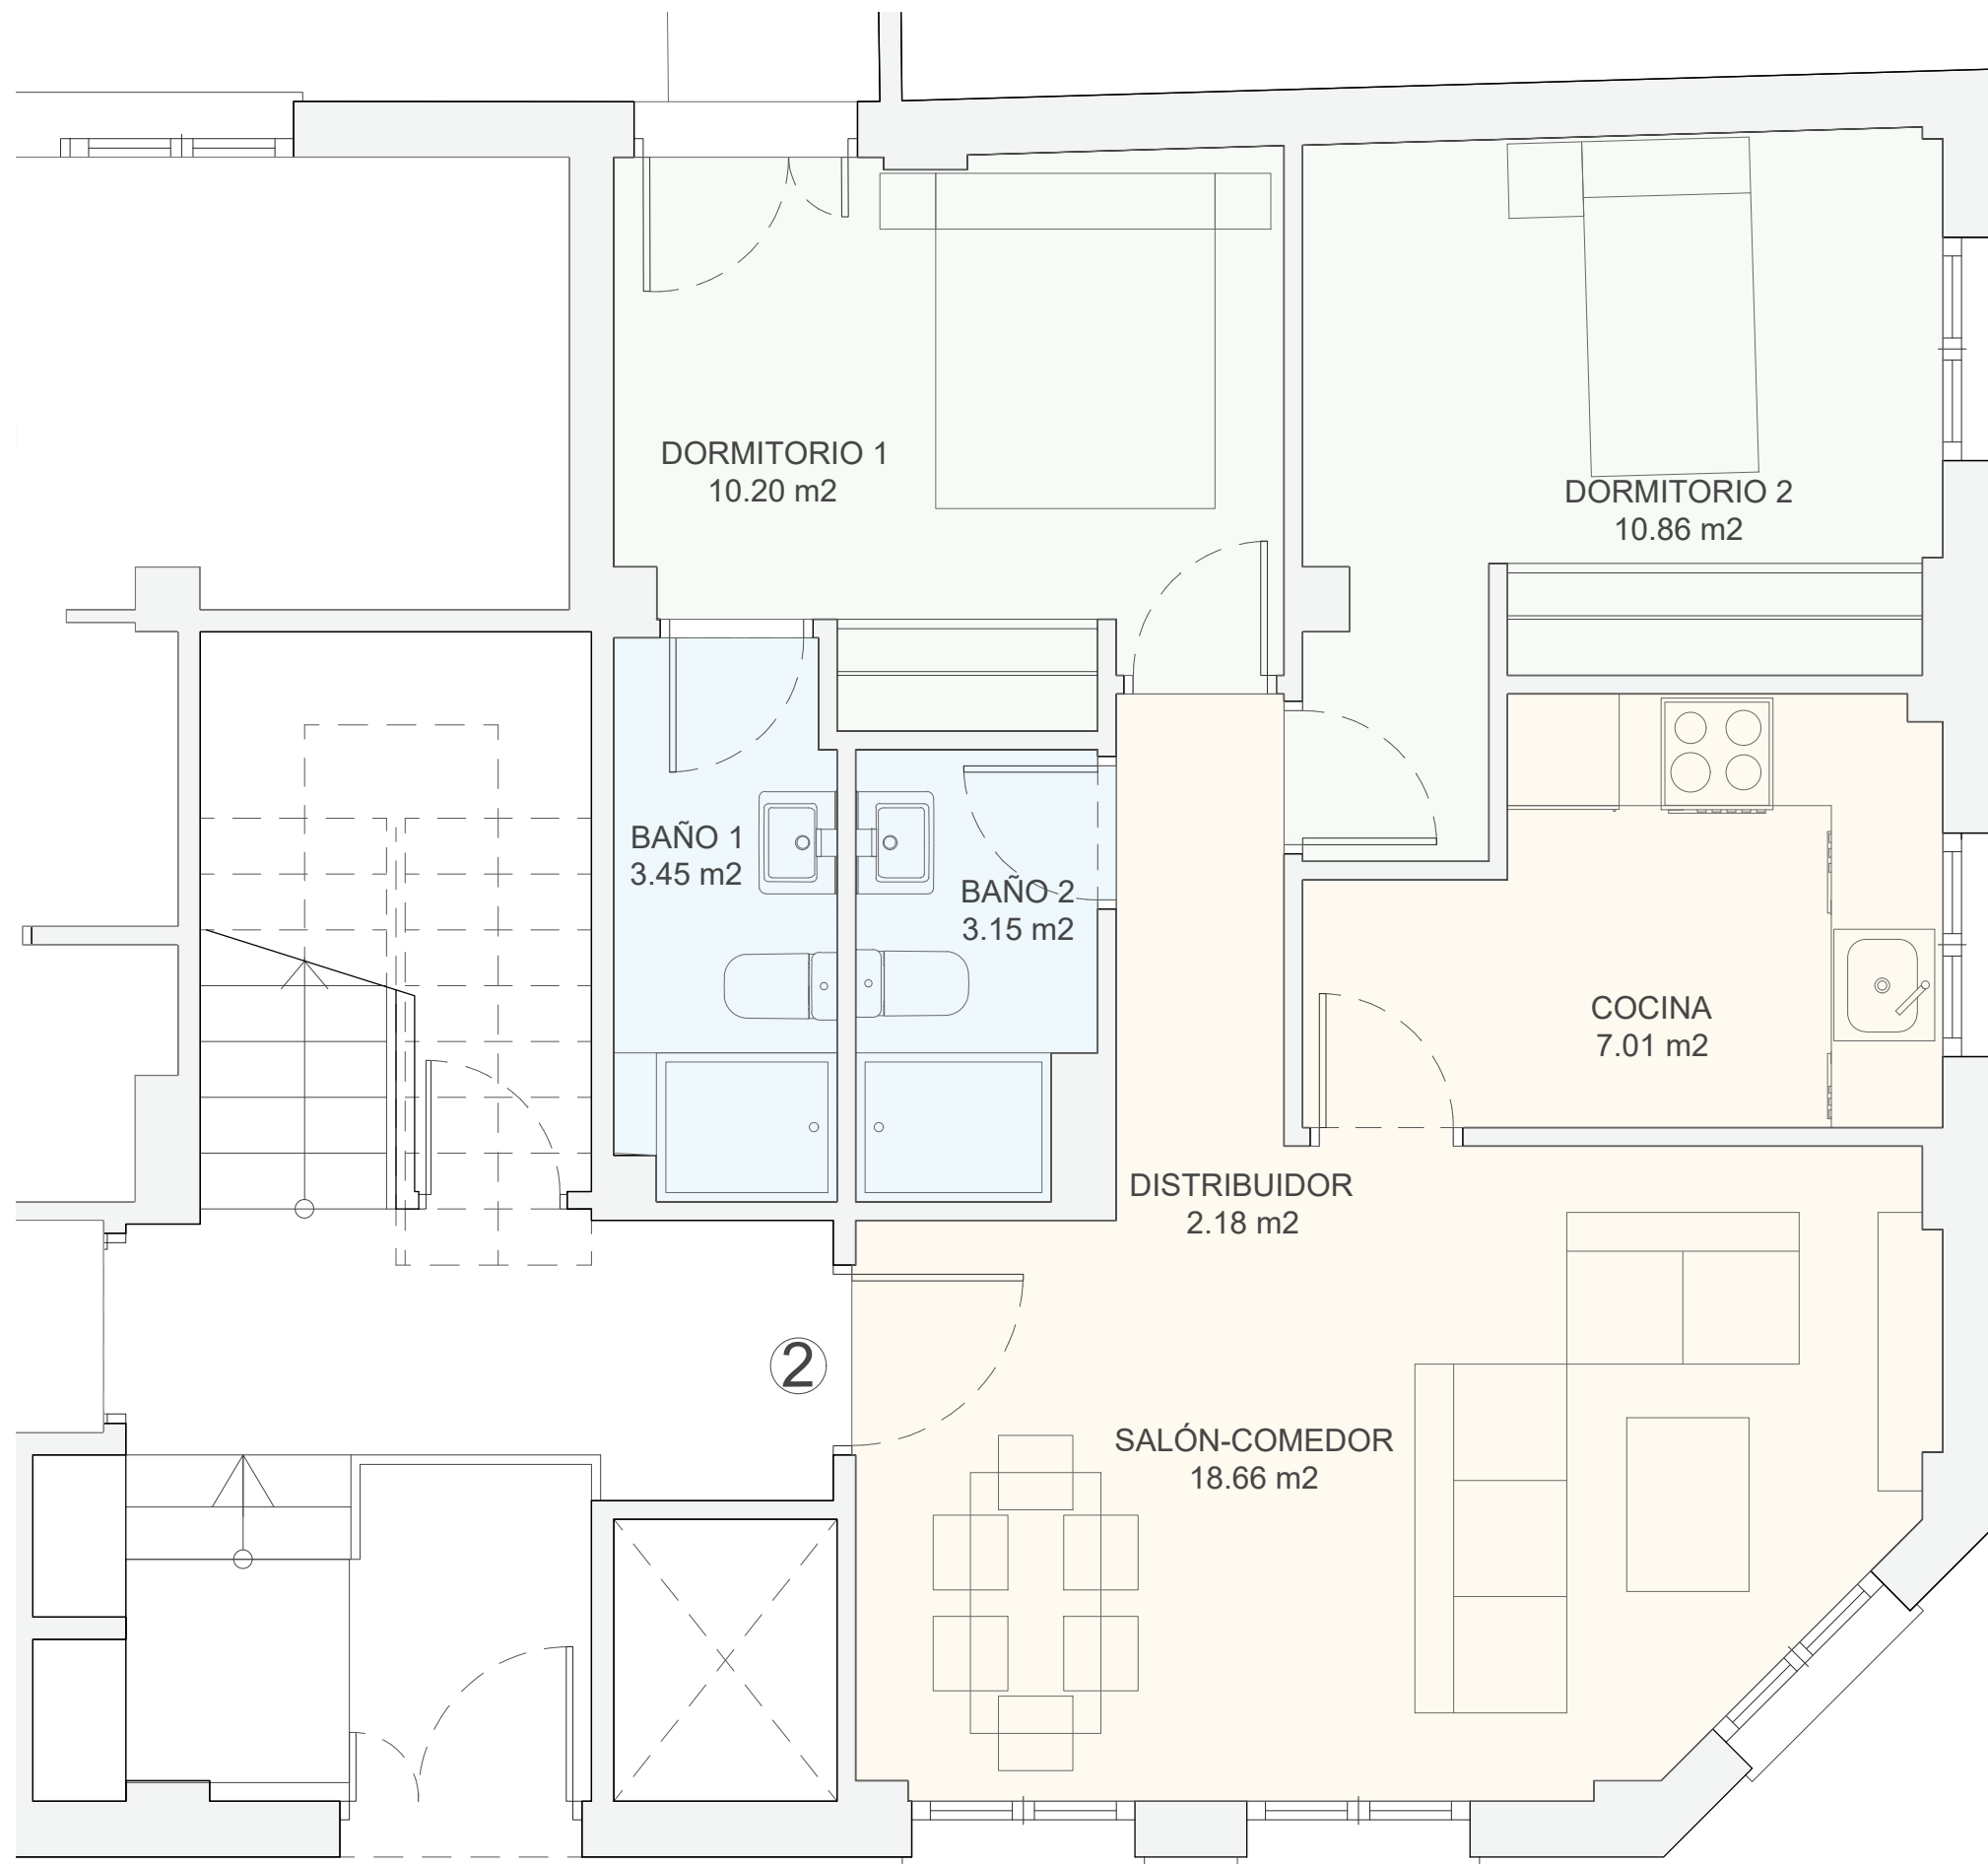 DORMITORIO 1
10.20 m2
DORMITORIO 2
10.86 m2
BAÑO 1
3.45 m2
BAÑO 2
3.15 m2
COCINA
7.01 m2
DISTRIBUIDOR
2.18 m2
2
SALÓN-COMEDOR
18.66 m2